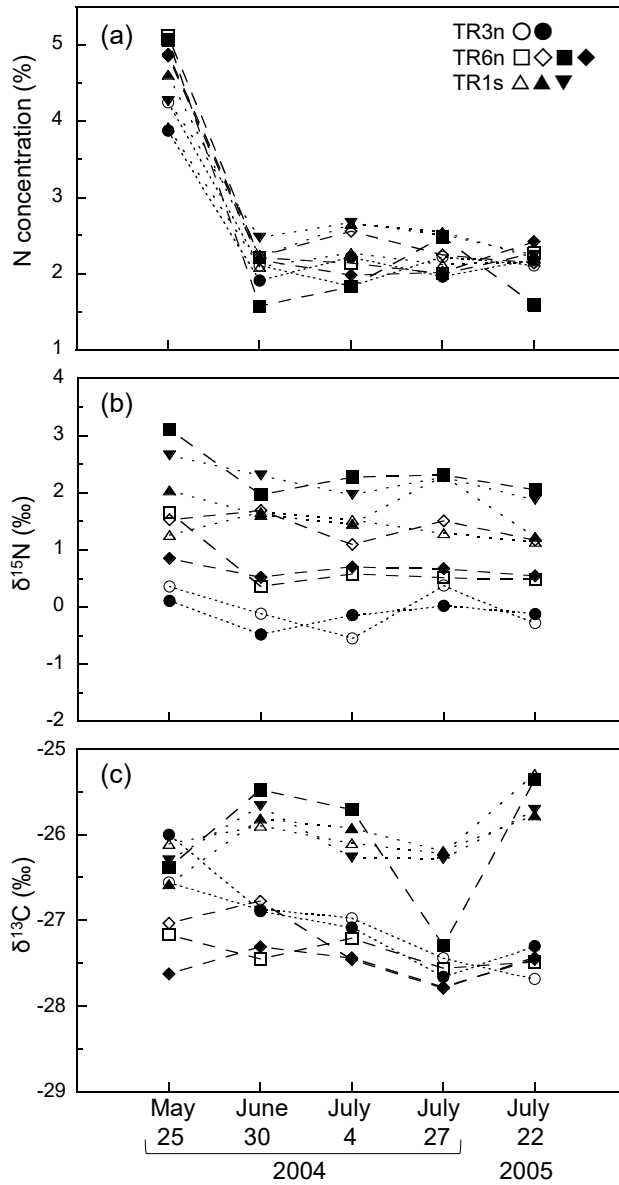 (a)
TR3n ○ ●
TR6n □ ◇ ■ ◆
TR1s △ ▲ ▼
N concentration (%)
5
4
3
2
1
(b)
δ¹⁵N (‰)
4
3
2
1
0
-1
-2
(c)
δ¹³C (‰)
-25
-26
-27
-28
-29
May June July July July
25 30 4 27 22
2004 2005